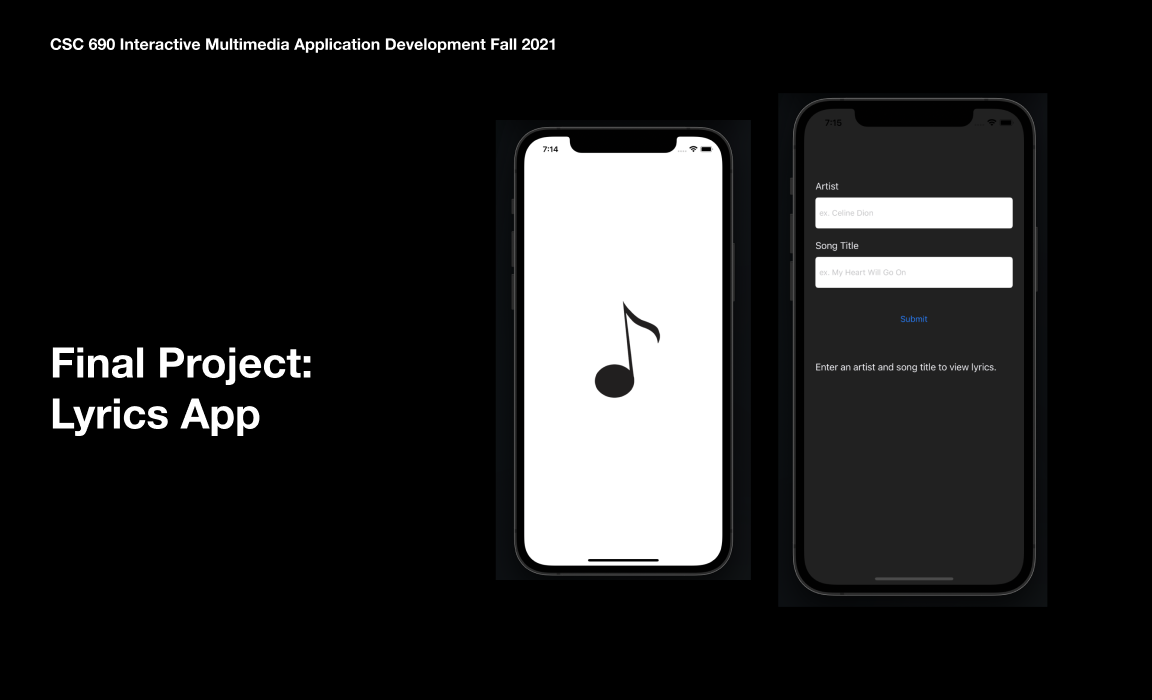 CSC 690 Interactive Multimedia Application Development Fall 2021
Final Project:
Lyrics App
7:14
7:15
Artist
ex. Celine Dion
Song Title
ex. My Heart Will Go On
Submit
Enter an artist and song title to view lyrics.